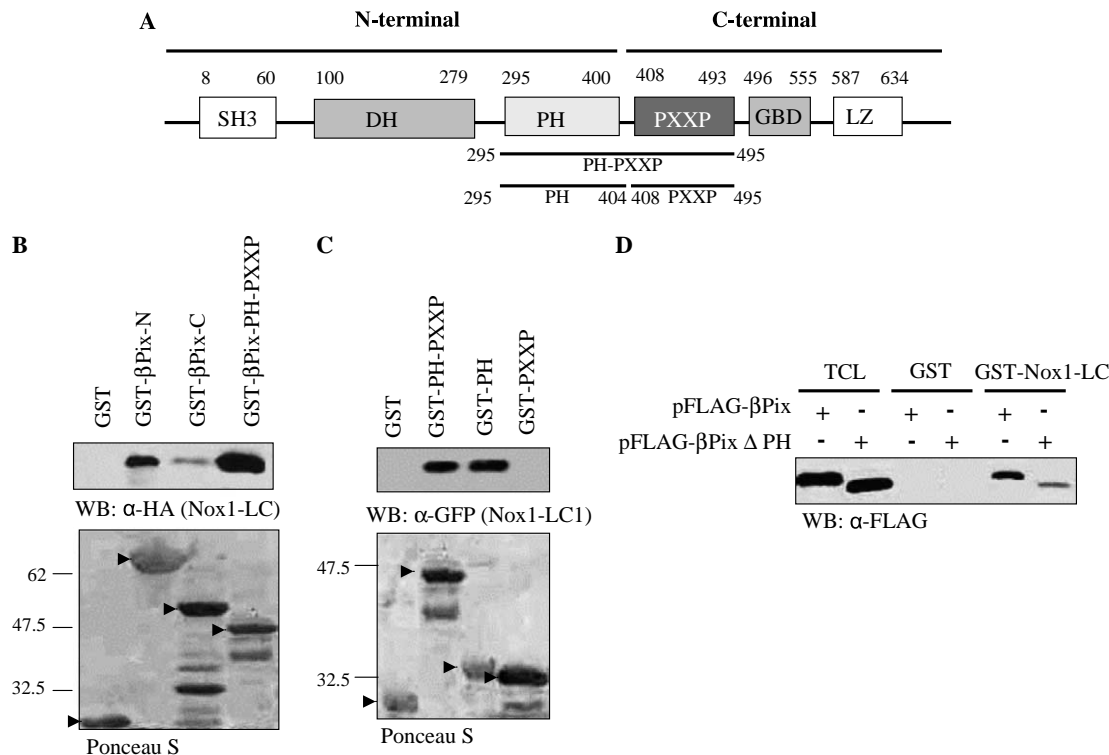 A
N-terminal C-terminal
8 60 100 279 295 400 408 493 496 555 587 634
SH3 DH PH PXXP GBD LZ
295 PH-PXXP 495
295 PH 404 408 PXXP 495
B
GST
GST-βPix-N
GST-βPix-C
GST-βPix-PH-PXXP
WB: α-HA (Nox1-LC)
62
47.5
32.5
Ponceau S
C
GST
GST-PH-PXXP
GST-PH
GST-PXXP
WB: α-GFP (Nox1-LC1)
47.5
32.5
Ponceau S
D
TCL GST GST-Nox1-LC
pFLAG-βPix + - + - + -
pFLAG-βPix Δ PH - + - + - +
WB: α-FLAG